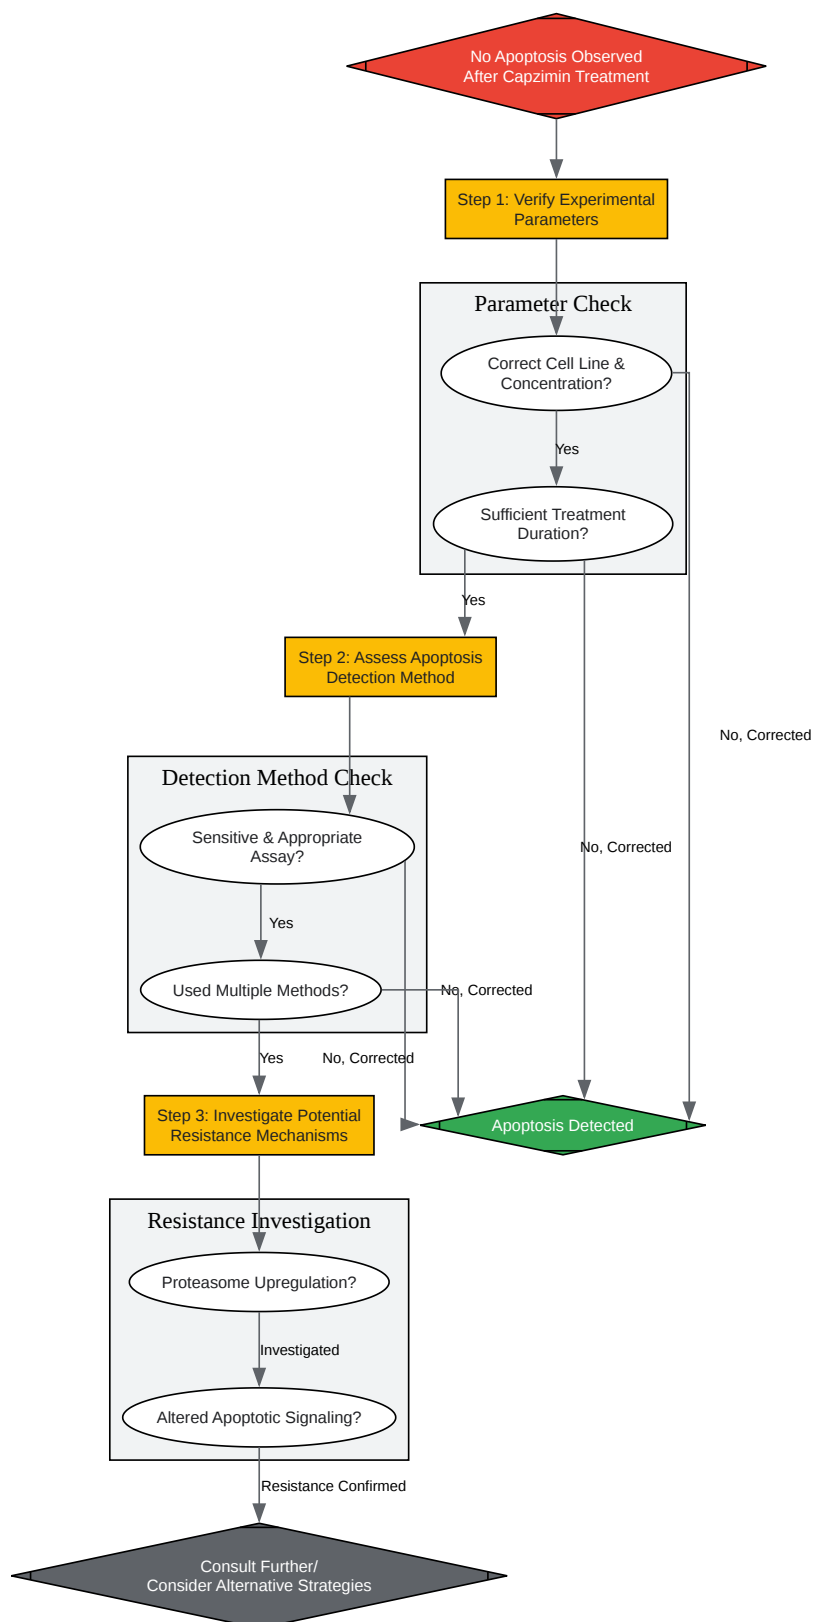 No Apoptosis Observed
After Capzimin Treatment
Step 1: Verify Experimental
Parameters
Parameter Check
Correct Cell Line &
Concentration?
Yes
Sufficient Treatment
Duration?
Yes
Step 2: Assess Apoptosis
Detection Method
No, Corrected
Detection Method Check
Sensitive & Appropriate
Assay?
No, Corrected
Yes
Used Multiple Methods?
No, Corrected
Yes
No, Corrected
Step 3: Investigate Potential
Resistance Mechanisms
Apoptosis Detected
Resistance Investigation
Proteasome Upregulation?
Investigated
Altered Apoptotic Signaling?
Resistance Confirmed
Consult Further/
Consider Alternative Strategies